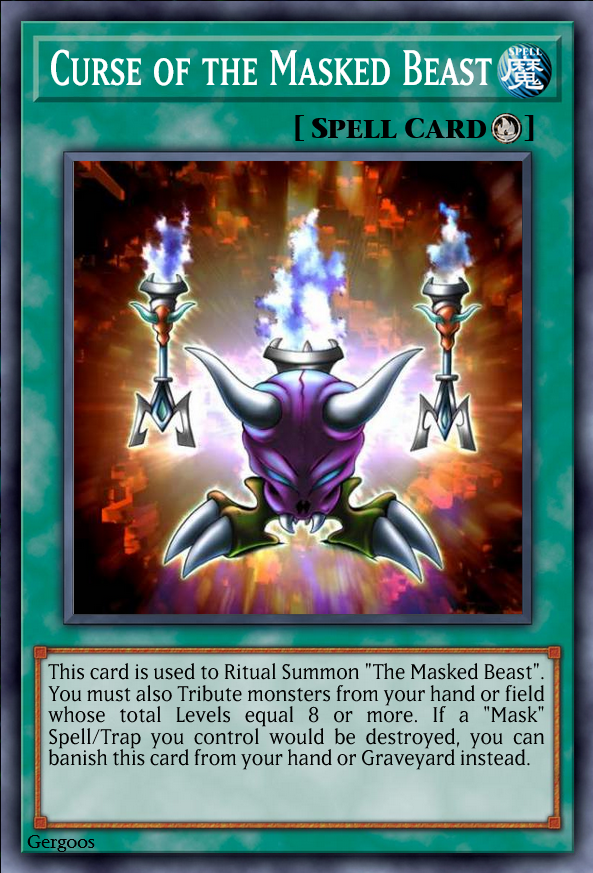 CURSE OF THE MASKED BEAST
SPELL
魔
[ SPELL CARD ]
This card is used to Ritual Summon "The Masked Beast".
You must also Tribute monsters from your hand or field
whose total Levels equal 8 or more. If a "Mask"
Spell/Trap you control would be destroyed, you can
banish this card from your hand or Graveyard instead.
Gergoos